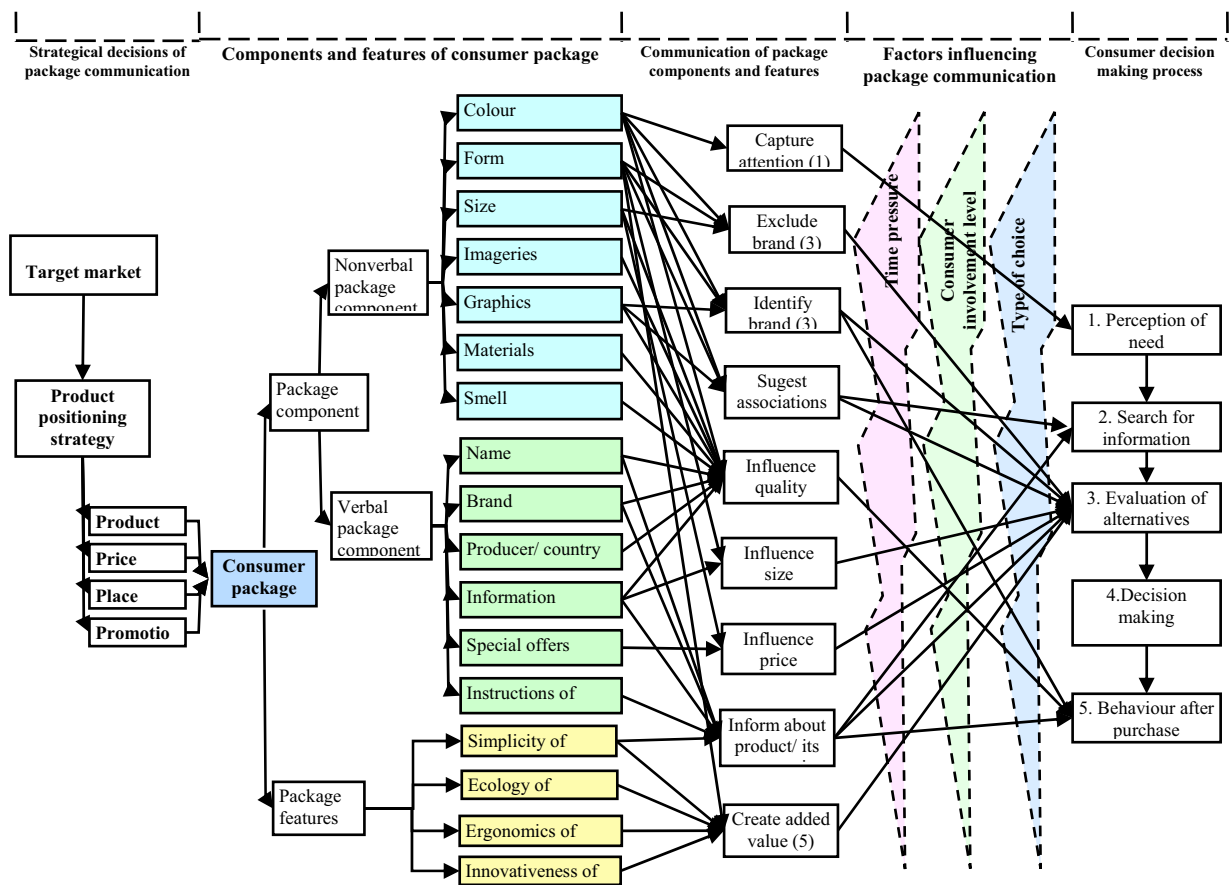 Strategical decisions of
package communication
Components and features of consumer package
Communication of package
components and features
Factors influencing
package communication
Consumer decision
making process
Target market
Product
positioning
strategy
Product
Price
Place
Promotio
Consumer
package
Package
component
Package
features
Nonverbal
package
component
Verbal
package
component
Colour
Form
Size
Imageries
Graphics
Materials
Smell
Name
Brand
Producer/ country
Information
Special offers
Instructions of
Simplicity of
Ecology of
Ergonomics of
Innovativeness of
Capture
attention (1)
Exclude
brand (3)
Identify
brand (3)
Sugest
associations
Influence
quality
Influence
size
Influence
price
Inform about
product/ its
Create added
value (5)
Time pressure
Consumer
involvement level
Type of choice
1. Perception of
need
2. Search for
information
3. Evaluation of
alternatives
4.Decision
making
5. Behaviour after
purchase